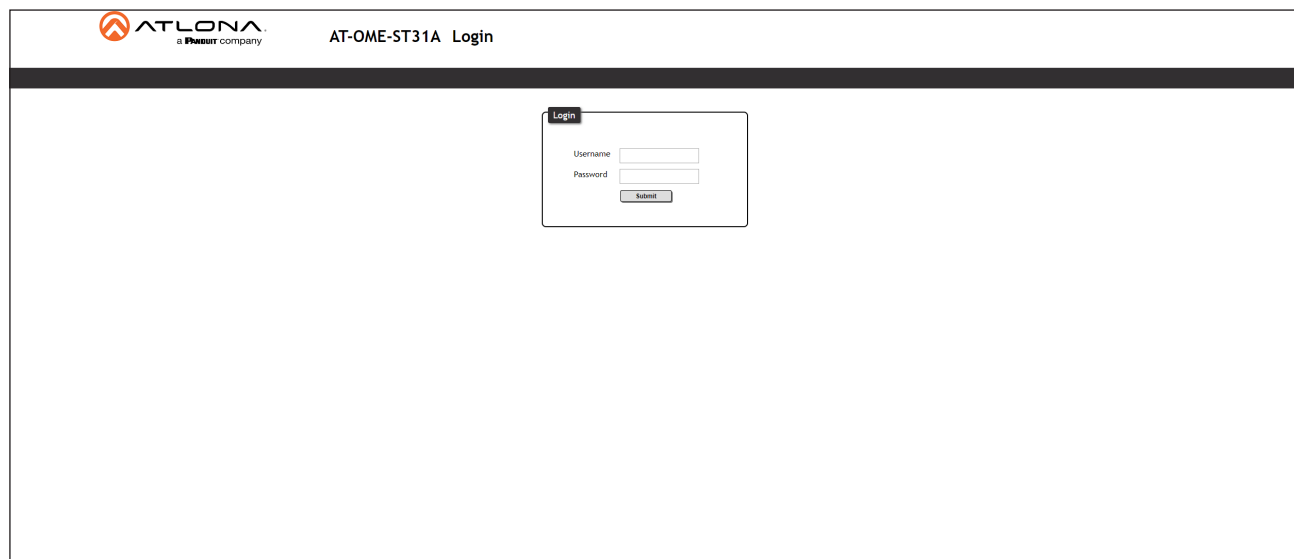 ATLONA.
a PANDUIT company
AT-OME-ST31A Login
Login
Username
Password
Submit